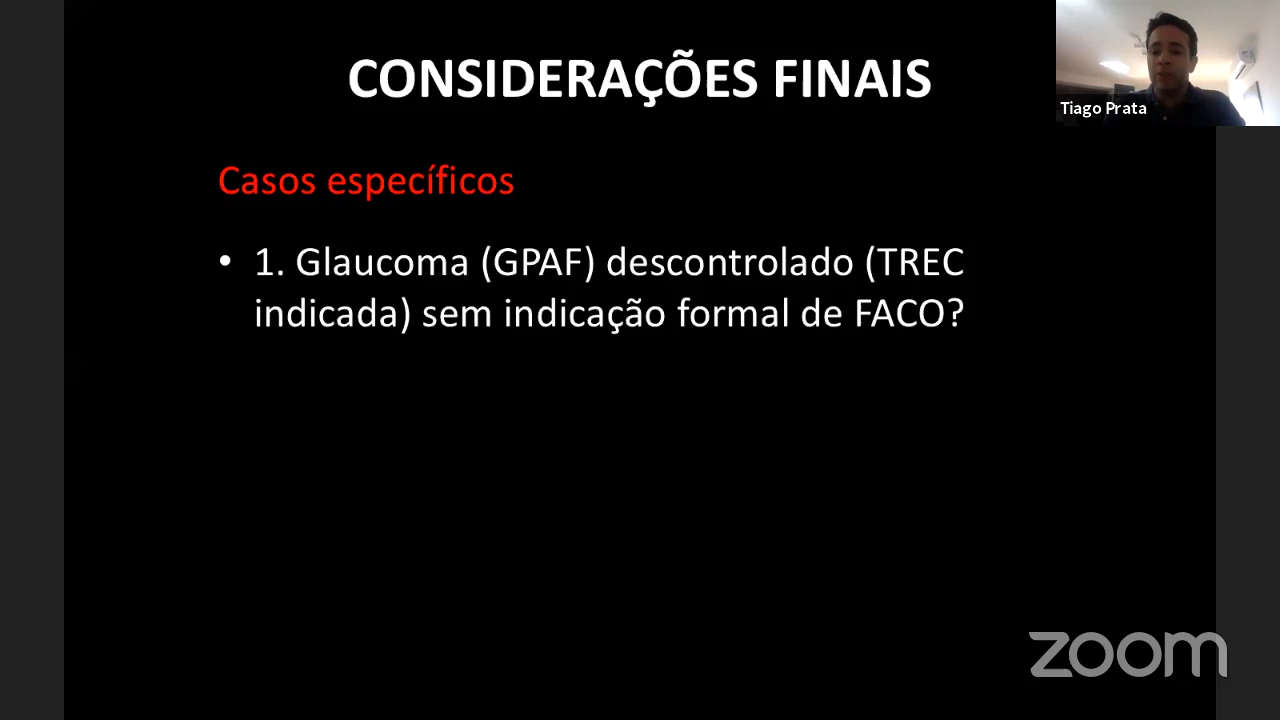 CONSIDERAÇÕES FINAIS
Tiago Prata
Casos específicos
• 1. Glaucoma (GPAF) descontrolado (TREC
indicada) sem indicação formal de FACO?
zoom